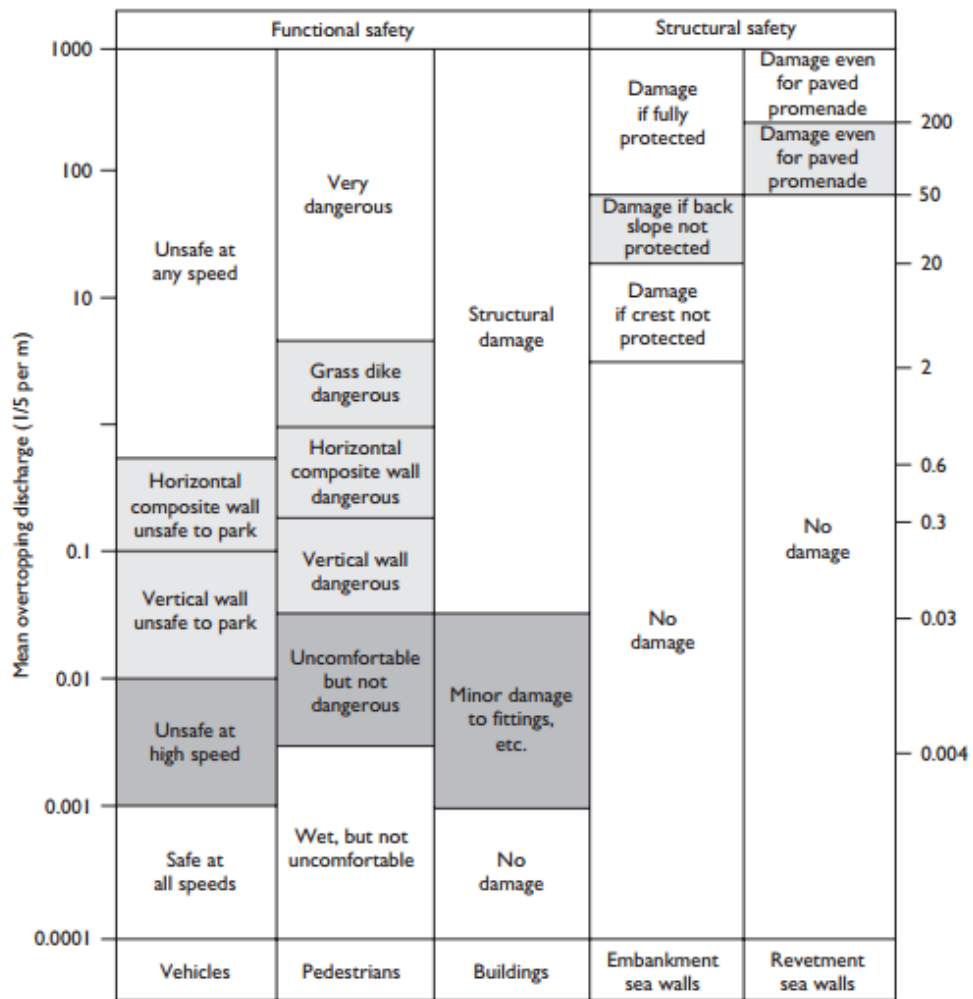 Functional safety
Structural safety
Mean overtopping discharge (1/5 per m)
1000
100
10
0.1
0.01
0.001
0.0001
Unsafe at
any speed
Horizontal
composite wall
unsafe to park
Vertical wall
unsafe to park
Unsafe at
high speed
Safe at
all speeds
Vehicles
Very
dangerous
Grass dike
dangerous
Horizontal
composite wall
dangerous
Vertical wall
dangerous
Uncomfortable
but not
dangerous
Wet, but not
uncomfortable
Pedestrians
Structural
damage
Minor damage
to fittings,
etc.
No
damage
Buildings
Damage
if fully
protected
Damage if back
slope not
protected
Damage
if crest not
protected
No
damage
Embankment
sea walls
Damage even
for paved
promenade
Damage even
for paved
promenade
No
damage
Revetment
sea walls
200
50
20
2
0.6
0.3
0.03
0.004